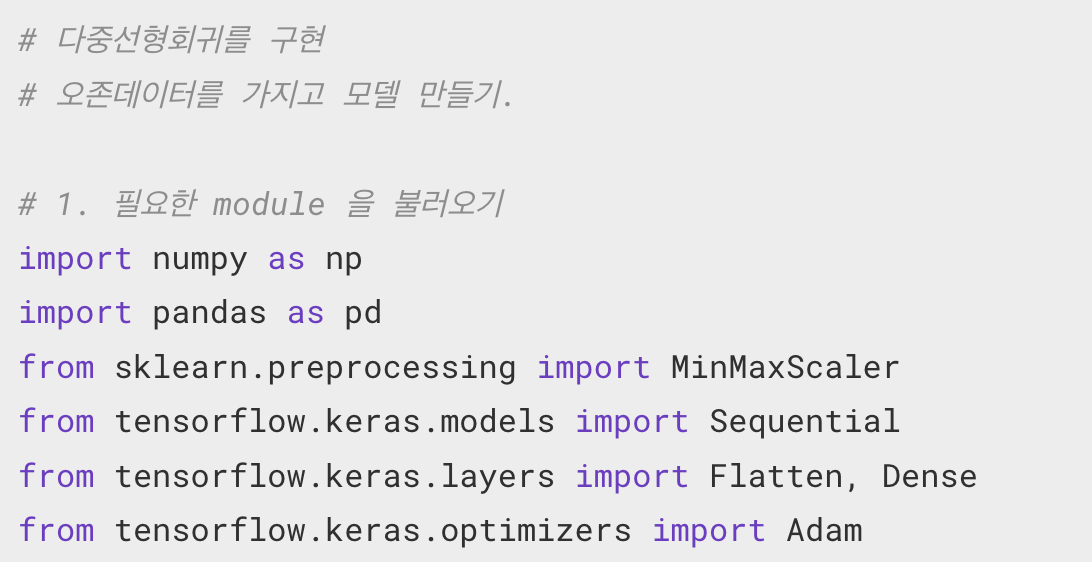 # 다중선형회귀를 구현
# 오존데이터를 가지고 모델 만들기.
# 1. 필요한 module 을 불러오기
import numpy as np
import pandas as pd
from sklearn.preprocessing import MinMaxScaler
from tensorflow.keras.models import Sequential
from tensorflow.keras.layers import Flatten, Dense
from tensorflow.keras.optimizers import Adam